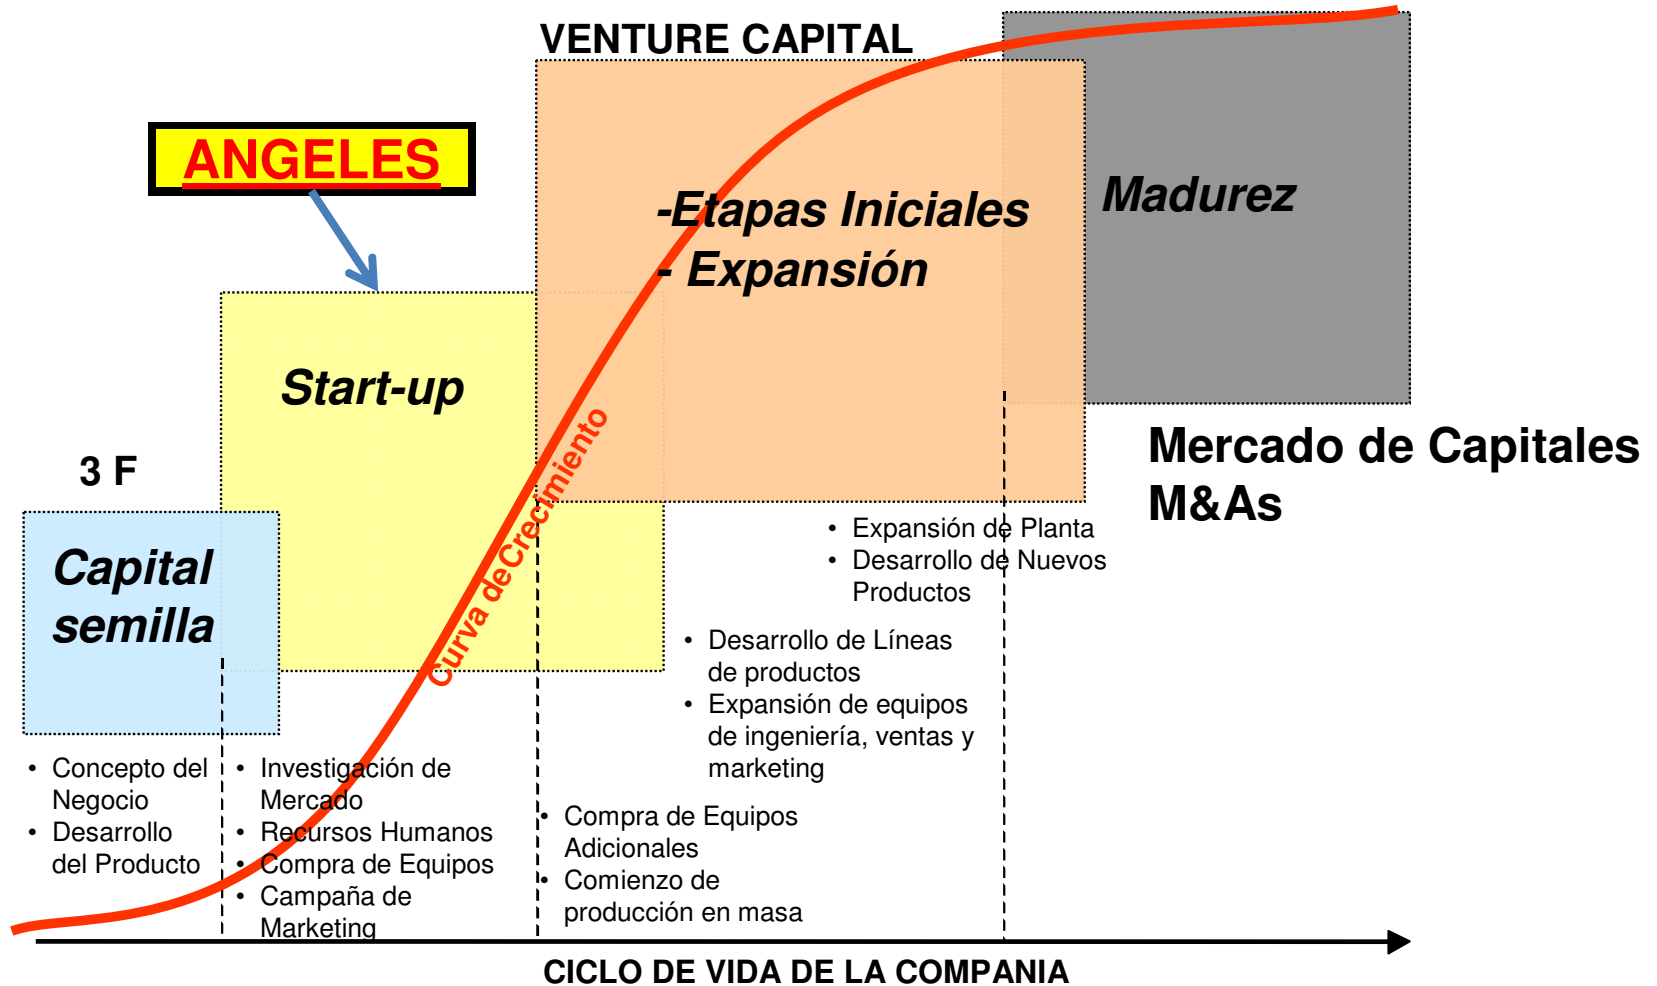 VENTURE CAPITAL
ANGELES
-Etapas Iniciales
- Expansión
Madurez
Start-up
3 F
Capital
semilla
Curva de Crecimiento
Mercado de Capitales
M&As
• Expansión de Planta
• Desarrollo de Nuevos
Productos
• Desarrollo de Líneas
de productos
• Expansión de equipos
de ingeniería, ventas y
marketing
• Concepto del
Negocio
• Desarrollo
del Producto
• Investigación de
Mercado
• Recursos Humanos
• Compra de Equipos
• Campaña de
Marketing
• Compra de Equipos
Adicionales
• Comienzo de
producción en masa
CICLO DE VIDA DE LA COMPANIA